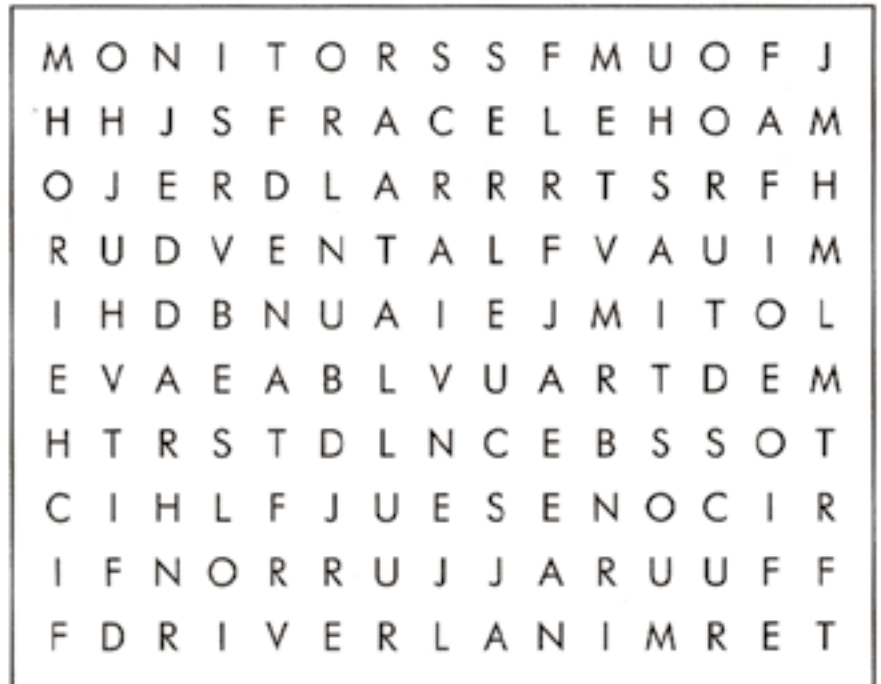 M O N I T O R S S F M U O F J
H H J S F R A C E L E H O A M
O J E R D L A R R R T S R F H
R U D V E N T A L F V A U I M
I H D B N U A I E J M I T O L
E V A E A B L V U A R T D E M
H T R S T D L N C E B S S O T
C I H L F J U E S E N O C I R
I F N O R R U J J A R U U F F
F D R I V E R L A N I M R E T